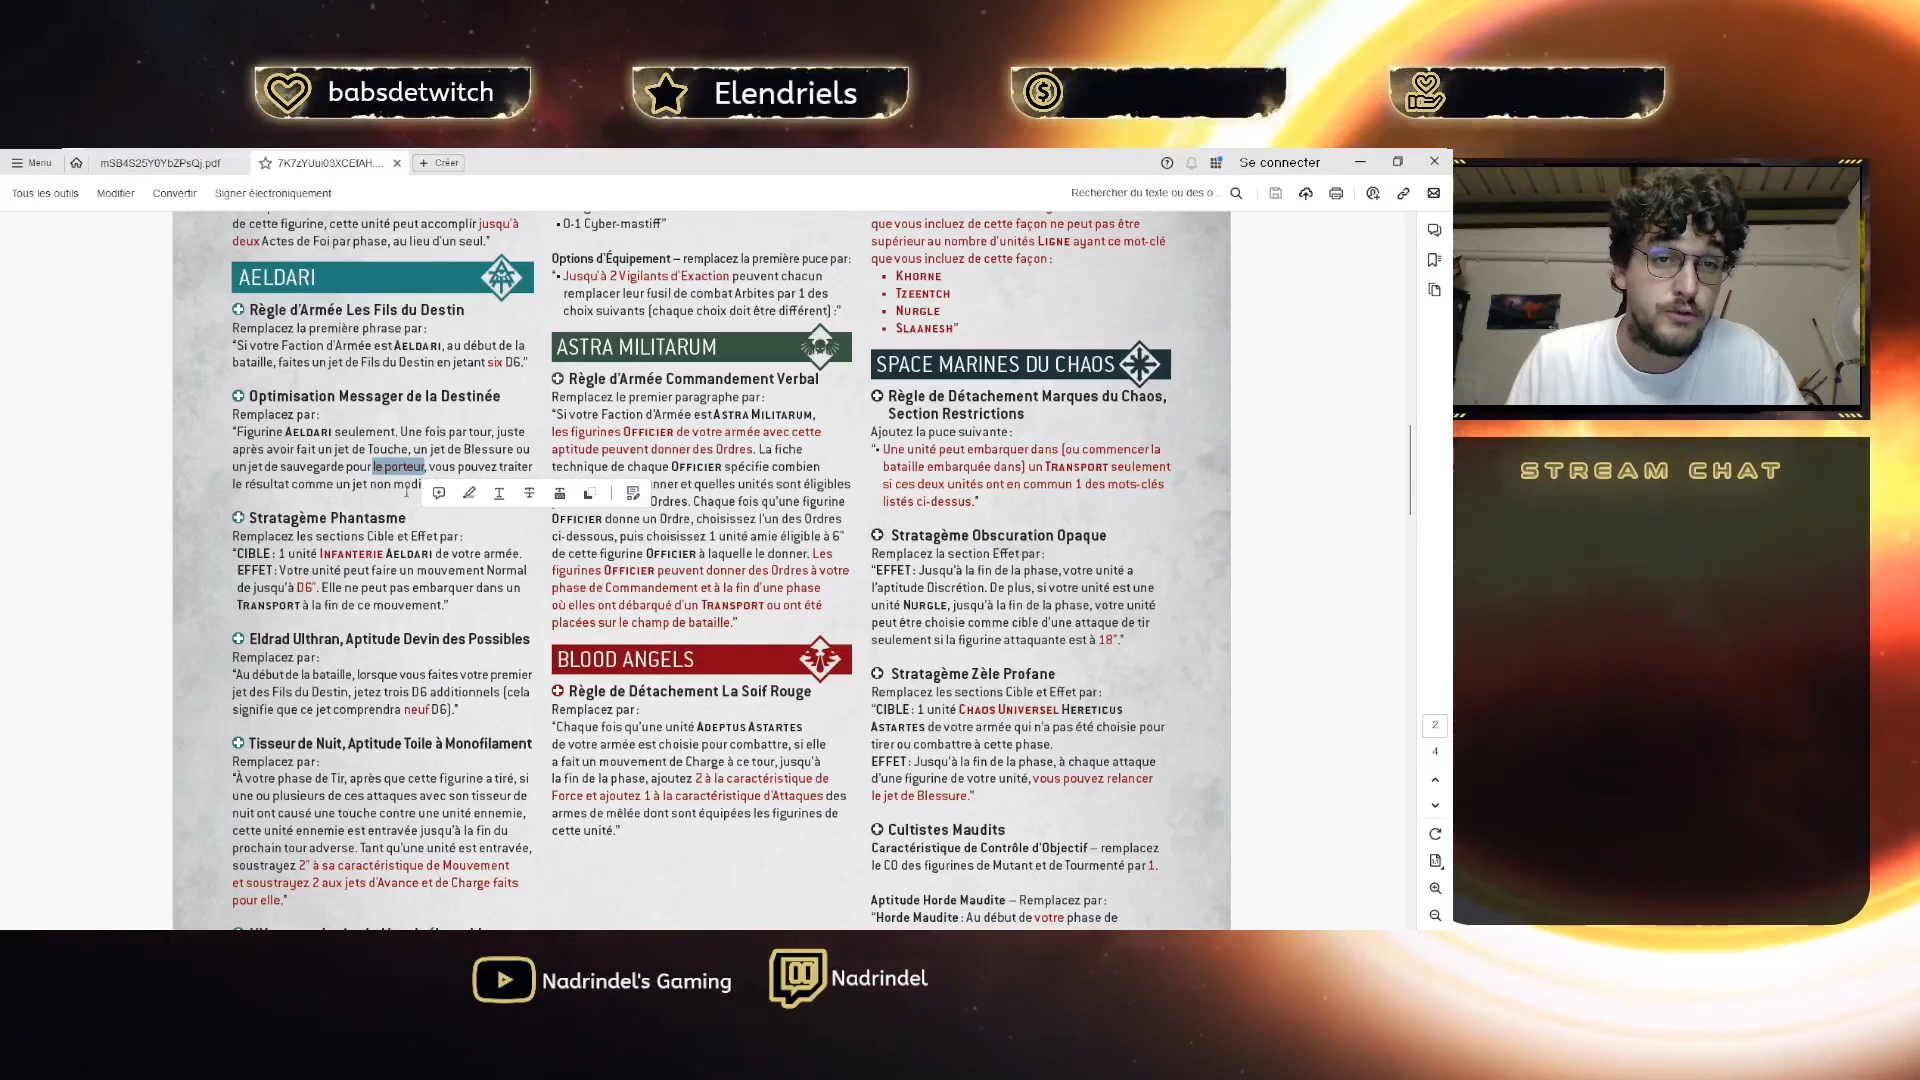 babsdetwitch
Elendriels
Menu
mSB4S25Y0YbZPsQj.pdf
7K7zYUui03XCEfAH....
+ Créer
Se connecter
Tous les outils
Modifier
Convertir
Signer électroniquement
Rechercher du texte ou des o...
de cette figurine, cette unité peut accomplir jusqu'à
deux Actes de Foi par phase, au lieu d'un seul."
AELDARI
Règle d'Armée Les Fils du Destin
Remplacez la première phrase par :
"Si votre Faction d'Armée est AELDARI, au début de la
bataille, faites un jet de Fils du Destin en jetant six D6."
Optimisation Messager de la Destinée
Remplacez par :
"Figurine AELDARI seulement. Une fois par tour, juste
après avoir fait un jet de Touche, un jet de Blessure ou
un jet de sauvegarde pour le porteur, vous pouvez traiter
le résultat comme un jet non modi
Stratagème Phantasme
Remplacez les sections Cible et Effet par :
"CIBLE : 1 unité INFANTERIE AELDARI de votre armée.
EFFET : Votre unité peut faire un mouvement Normal
de jusqu'à D6". Elle ne peut pas embarquer dans un
TRANSPORT à la fin de ce mouvement."
Eldrad Ulthran, Aptitude Devin des Possibles
Remplacez par :
"Au début de la bataille, lorsque vous faites votre premier
jet des Fils du Destin, jetez trois D6 additionnels (cela
signifie que ce jet comprendra neuf D6)."
Tisseur de Nuit, Aptitude Toile à Monofilament
Remplacez par :
"À votre phase de Tir, après que cette figurine a tiré, si
une ou plusieurs de ces attaques avec son tisseur de
nuit ont causé une touche contre une unité ennemie,
cette unité ennemie est entravée jusqu'à la fin du
prochain tour adverse. Tant qu'une unité est entravée,
soustrayez 2" à sa caractéristique de Mouvement
et soustrayez 2 aux jets d'Avance et de Charge faits
pour elle."
▪ 0-1 Cyber-mastiff"
Options d'Équipement – remplacez la première puce par :
"▪ Jusqu'à 2 Vigilants d'Exaction peuvent chacun
remplacer leur fusil de combat Arbites par 1 des
choix suivants (chaque choix doit être différent) :"
ASTRA MILITARUM
Règle d'Armée Commandement Verbal
Remplacez le premier paragraphe par :
"Si votre Faction d'Armée est ASTRA MILITARUM,
les figurines OFFICIER de votre armée avec cette
aptitude peuvent donner des Ordres. La fiche
technique de chaque OFFICIER spécifie combien
nner et quelles unités sont éligibles
Ordres. Chaque fois qu'une figurine
OFFICIER donne un Ordre, choisissez l'un des Ordres
ci-dessous, puis choisissez 1 unité amie éligible à 6"
de cette figurine OFFICIER à laquelle le donner. Les
figurines OFFICIER peuvent donner des Ordres à votre
phase de Commandement et à la fin d'une phase
où elles ont débarqué d'un TRANSPORT ou ont été
placées sur le champ de bataille."
BLOOD ANGELS
Règle de Détachement La Soif Rouge
Remplacez par :
"Chaque fois qu'une unité ADEPTUS ASTARTES
de votre armée est choisie pour combattre, si elle
a fait un mouvement de Charge à ce tour, jusqu'à
la fin de la phase, ajoutez 2 à la caractéristique de
Force et ajoutez 1 à la caractéristique d'Attaques des
armes de mêlée dont sont équipées les figurines de
cette unité."
que vous incluez de cette façon ne peut pas être
supérieur au nombre d'unités LIGNE ayant ce mot-clé
que vous incluez de cette façon :
▪ KHORNE
▪ TZEENTCH
▪ NURGLE
▪ SLAANESH"
SPACE MARINES DU CHAOS
Règle de Détachement Marques du Chaos,
Section Restrictions
Ajoutez la puce suivante :
"▪ Une unité peut embarquer dans (ou commencer la
bataille embarquée dans) un TRANSPORT seulement
si ces deux unités ont en commun 1 des mots-clés
listés ci-dessus."
Stratagème Obscuration Opaque
Remplacez la section Effet par :
"EFFET : Jusqu'à la fin de la phase, votre unité a
l'aptitude Discrétion. De plus, si votre unité est une
unité NURGLE, jusqu'à la fin de la phase, votre unité
peut être choisie comme cible d'une attaque de tir
seulement si la figurine attaquante est à 18"."
Stratagème Zèle Profane
Remplacez les sections Cible et Effet par :
"CIBLE : 1 unité CHAOS UNIVERSEL HERETICUS
ASTARTES de votre armée qui n'a pas été choisie pour
tirer ou combattre à cette phase.
EFFET : Jusqu'à la fin de la phase, à chaque attaque
d'une figurine de votre unité, vous pouvez relancer
le jet de Blessure."
Cultistes Maudits
Caractéristique de Contrôle d'Objectif – remplacez
le CO des figurines de Mutant et de Tourmenté par 1.
Aptitude Horde Maudite – Remplacez par :
"Horde Maudite : Au début de votre phase de
2
4
STREAM CHAT
Nadrindel's Gaming
Nadrindel